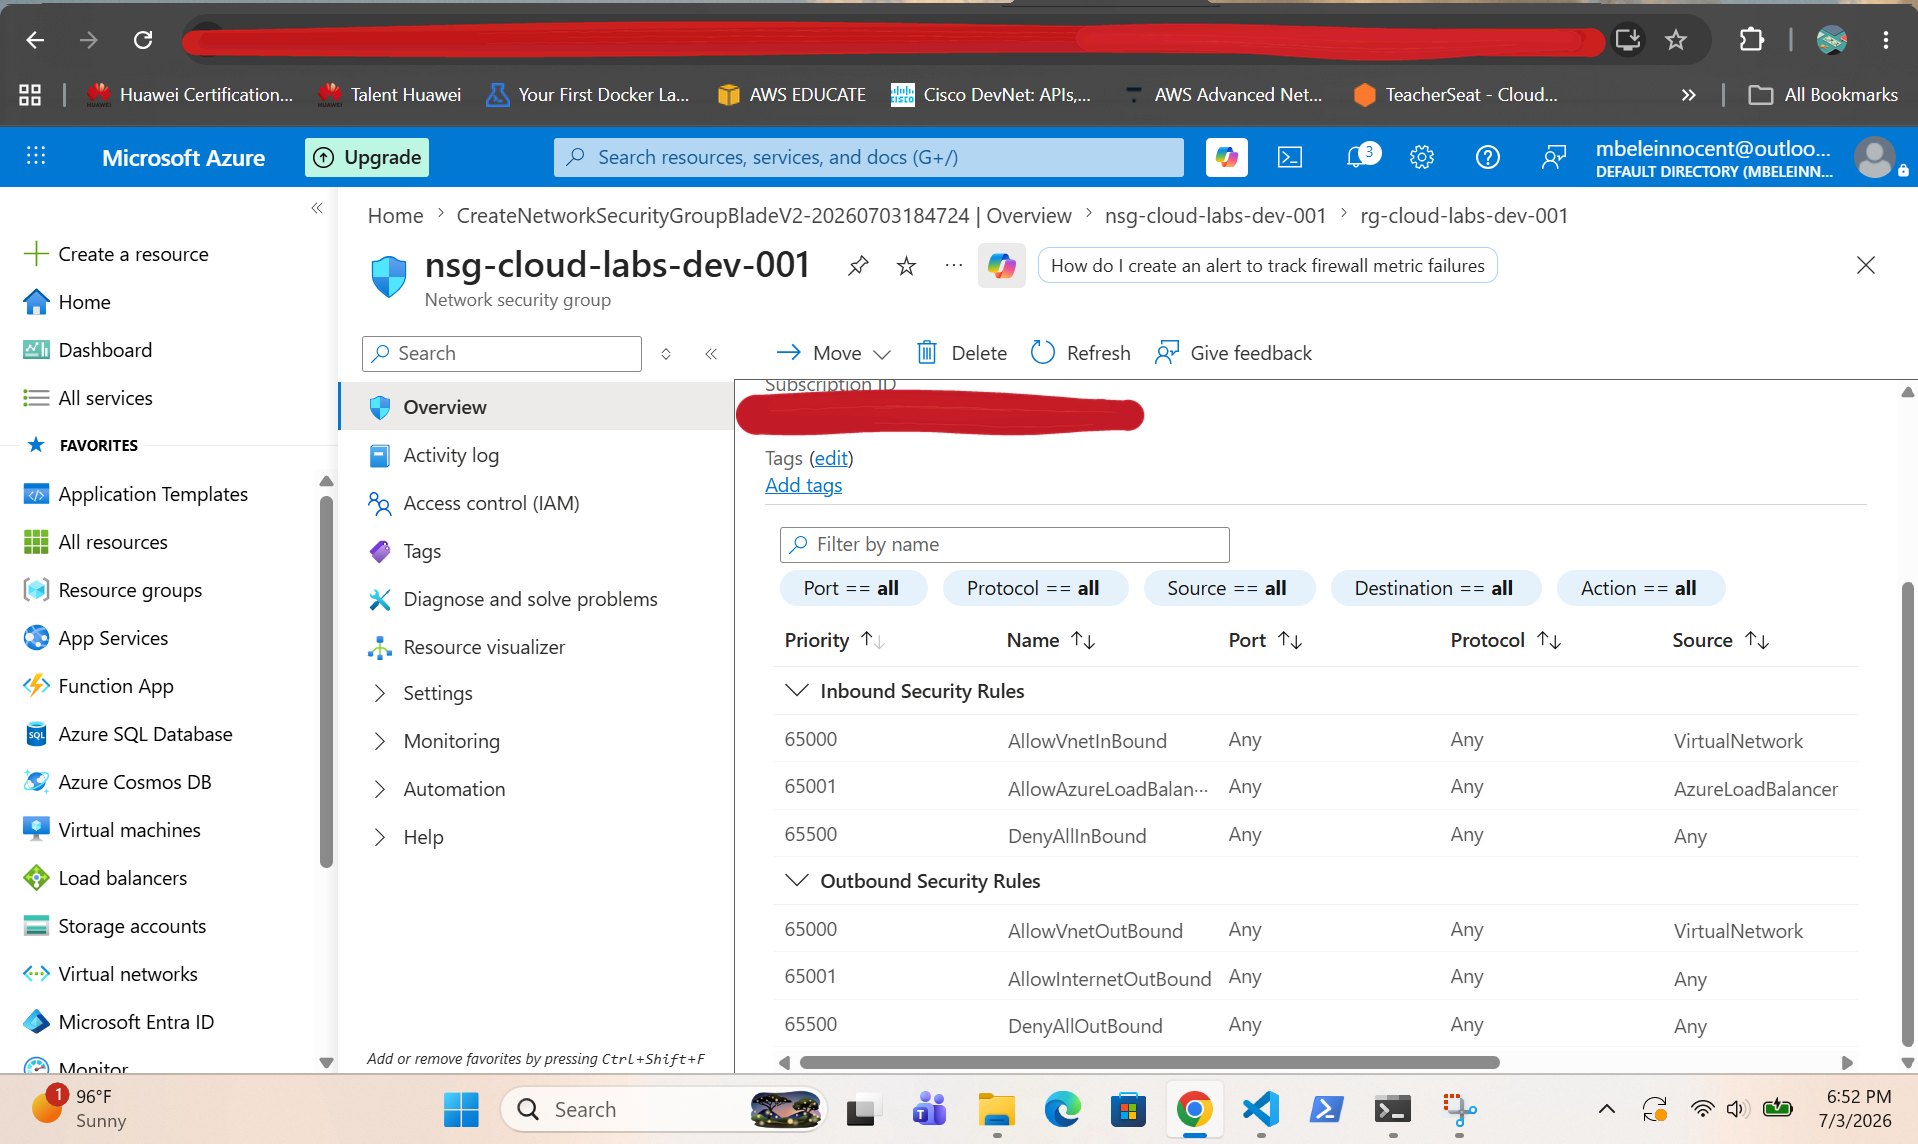 Huawei Certification...
Talent Huawei
Your First Docker La...
AWS EDUCATE
Cisco DevNet: APIs,...
AWS Advanced Net...
TeacherSeat - Cloud...
All Bookmarks
Microsoft Azure
Upgrade
Search resources, services, and docs (G+/)
3
mbeleinnocent@outloo...
DEFAULT DIRECTORY (MBELEINN...
Home > CreateNetworkSecurityGroupBladeV2-20260703184724 | Overview > nsg-cloud-labs-dev-001 > rg-cloud-labs-dev-001
nsg-cloud-labs-dev-001
Network security group
How do I create an alert to track firewall metric failures
Create a resource
Home
Dashboard
All services
FAVORITES
Application Templates
All resources
Resource groups
App Services
Function App
Azure SQL Database
Azure Cosmos DB
Virtual machines
Load balancers
Storage accounts
Virtual networks
Microsoft Entra ID
Monitor
Search
Overview
Activity log
Access control (IAM)
Tags
Diagnose and solve problems
Resource visualizer
Settings
Monitoring
Automation
Help
Add or remove favorites by pressing Ctrl+Shift+F
Move
Delete
Refresh
Give feedback
Subscription ID
Tags (edit)
Add tags
Filter by name
Port == all
Protocol == all
Source == all
Destination == all
Action == all
Priority Name Port Protocol Source
Inbound Security Rules
65000 AllowVnetInBound Any Any VirtualNetwork
65001 AllowAzureLoadBalan··· Any Any AzureLoadBalancer
65500 DenyAllInBound Any Any Any
Outbound Security Rules
65000 AllowVnetOutBound Any Any VirtualNetwork
65001 AllowInternetOutBound Any Any Any
65500 DenyAllOutBound Any Any Any
1
96°F
Sunny
Search
6:52 PM
7/3/2026